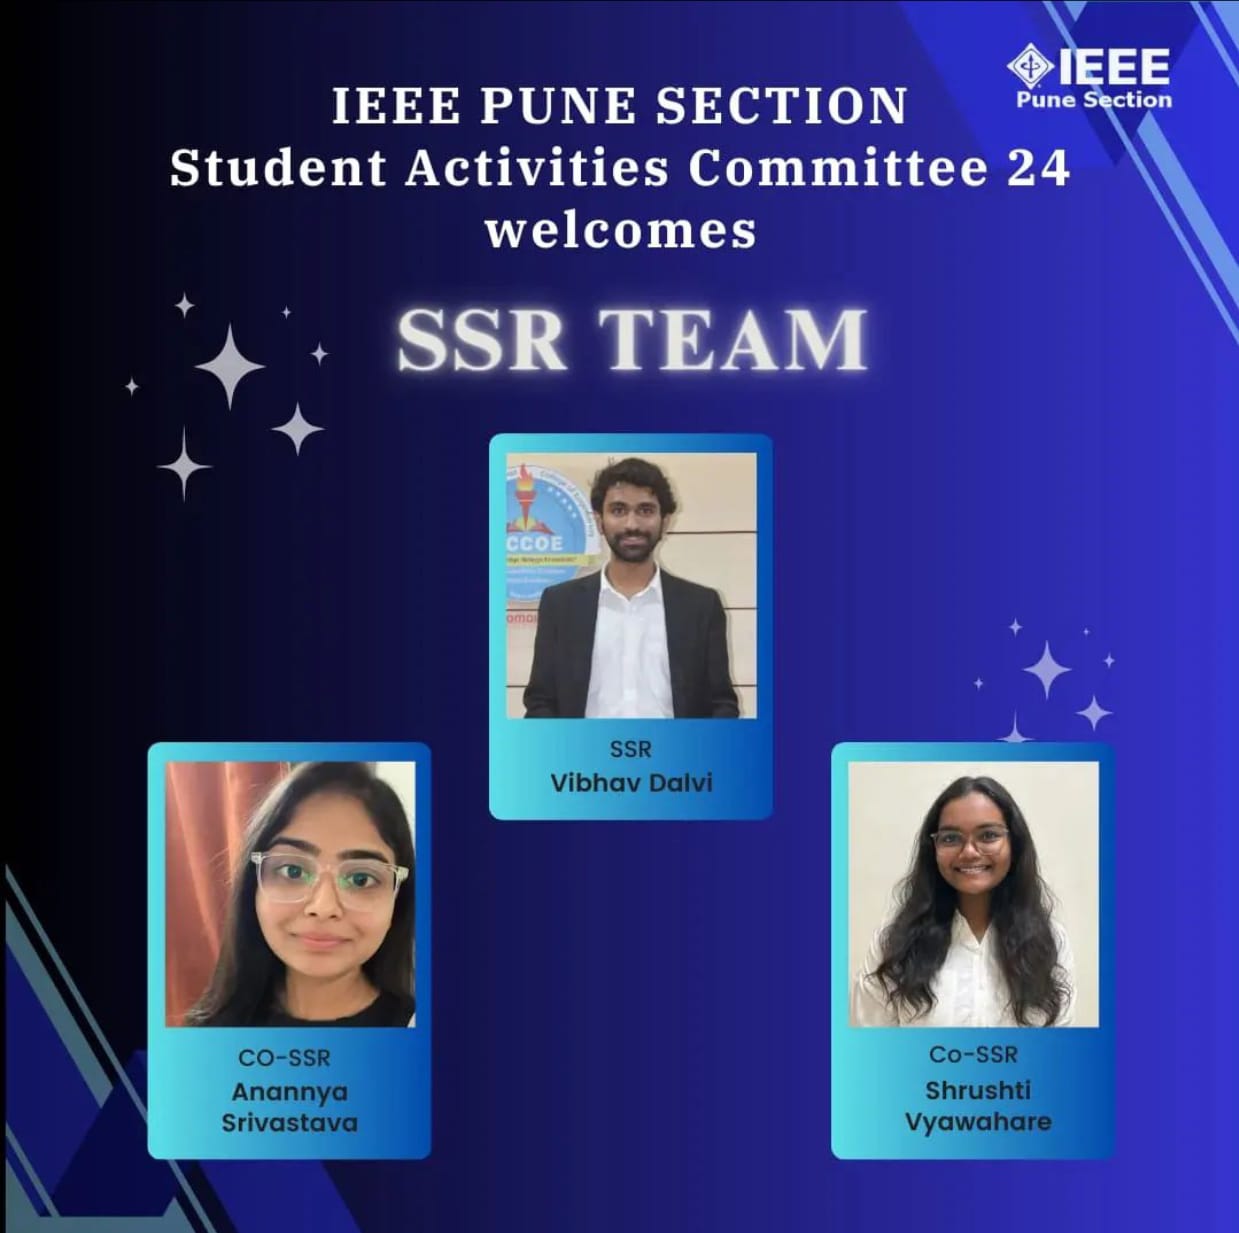 IEEE
Pune Section
IEEE PUNE SECTION
Student Activities Committee 24
welcomes
SSR TEAM
CCOE
SSR
Vibhav Dalvi
CO-SSR
Anannya
Srivastava
Co-SSR
Shrushti
Vyawahare